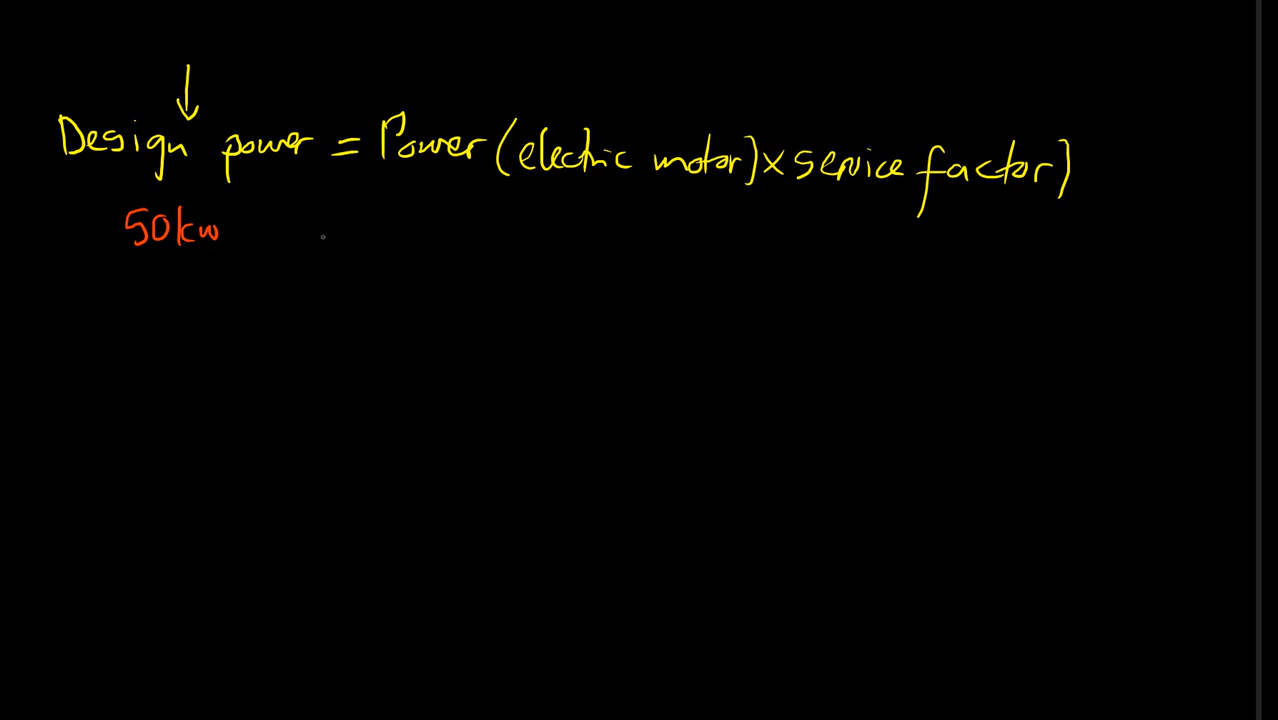 Design power = Power (electric motor) x service factor)
50kw